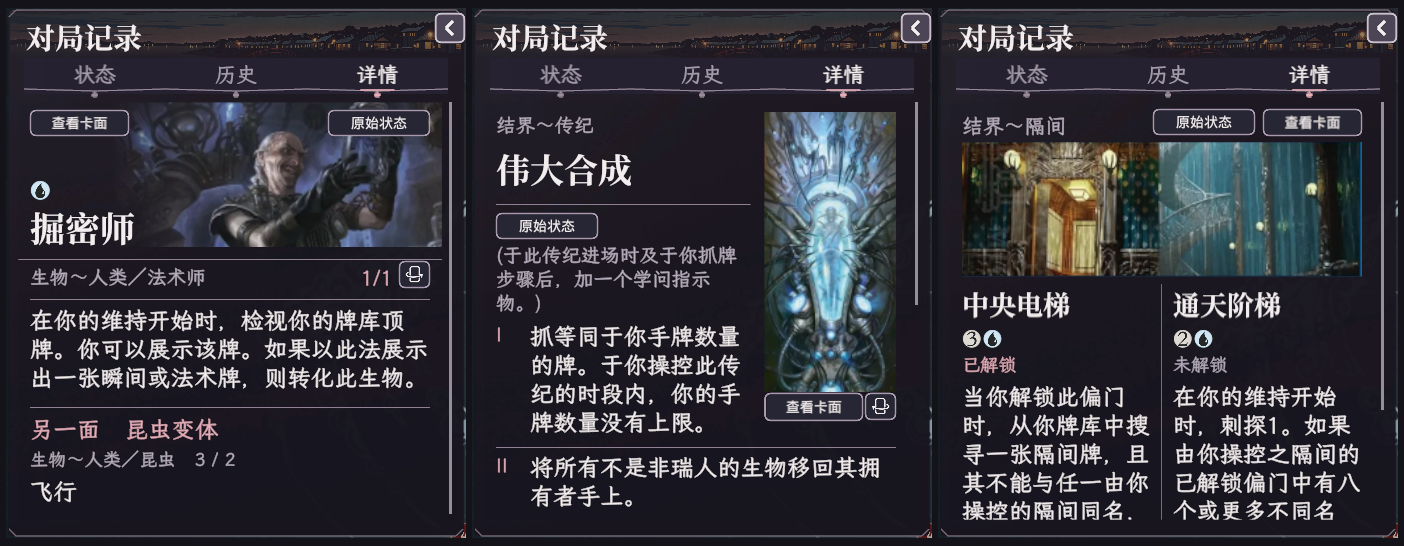 对局记录
状态 历史 详情
查看卡面 原始状态
掘密师
生物～人类／法术师 1/1
在你的维持开始时，检视你的牌库顶
牌。你可以展示该牌。如果以此法展示
出一张瞬间或法术牌，则转化此生物。
另一面 昆虫变体
生物～人类／昆虫 3 / 2
飞行
对局记录
状态 历史 详情
结界～传纪
伟大合成
原始状态
(于此传纪进场时及于你抓牌
步骤后，加一个学问指示
物。)
I 抓等同于你手牌数量
的牌。于你操控此传
纪的时段内，你的手
牌数量没有上限。
查看卡面
II 将所有不是非瑞人的生物移回其拥
有者手上。
对局记录
状态 历史 详情
结界～隔间 原始状态 查看卡面
中央电梯
3
已解锁
当你解锁此偏门
时，从你牌库中搜
寻一张隔间牌，且
其不能与任一由你
操控的隔间同名，
通天阶梯
2
未解锁
在你的维持开始
时，刺探1。如果
由你操控之隔间的
已解锁偏门中有八
个或更多不同名